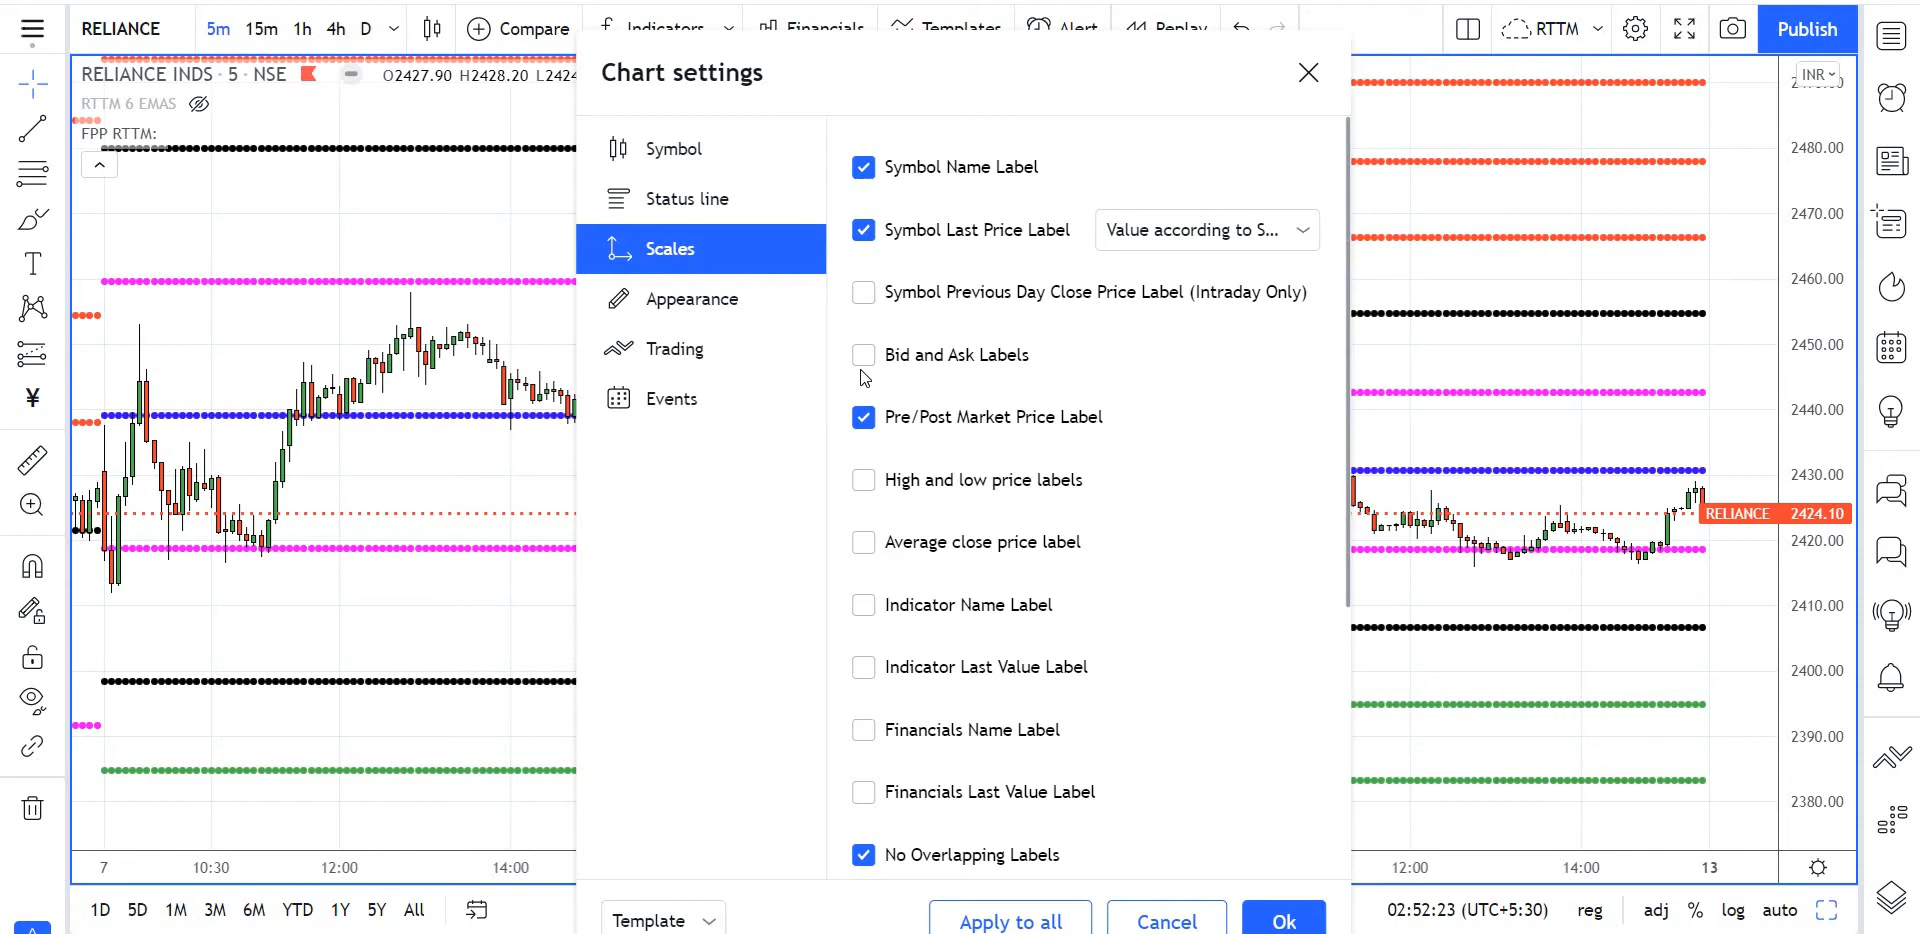 RELIANCE 5m 15m 1h 4h D Compare Indicators Financials Templates Alert Replay RTTM Publish
RELIANCE INDS · 5 · NSE O2427.90 H2428.20 L2424
RTTM 6 EMAS
FPP RTTM:
Chart settings
Symbol
Status line
Scales
Appearance
Trading
Events
Symbol Name Label
Symbol Last Price Label Value according to S...
Symbol Previous Day Close Price Label (Intraday Only)
Bid and Ask Labels
Pre/Post Market Price Label
High and low price labels
Average close price label
Indicator Name Label
Indicator Last Value Label
Financials Name Label
Financials Last Value Label
No Overlapping Labels
Template Apply to all Cancel Ok
INR
2480.00
2470.00
2460.00
2450.00
2440.00
2430.00
RELIANCE 2424.10
2420.00
2410.00
2400.00
2390.00
2380.00
7 10:30 12:00 14:00 12:00 14:00 13
1D 5D 1M 3M 6M YTD 1Y 5Y All 02:52:23 (UTC+5:30) reg adj % log auto